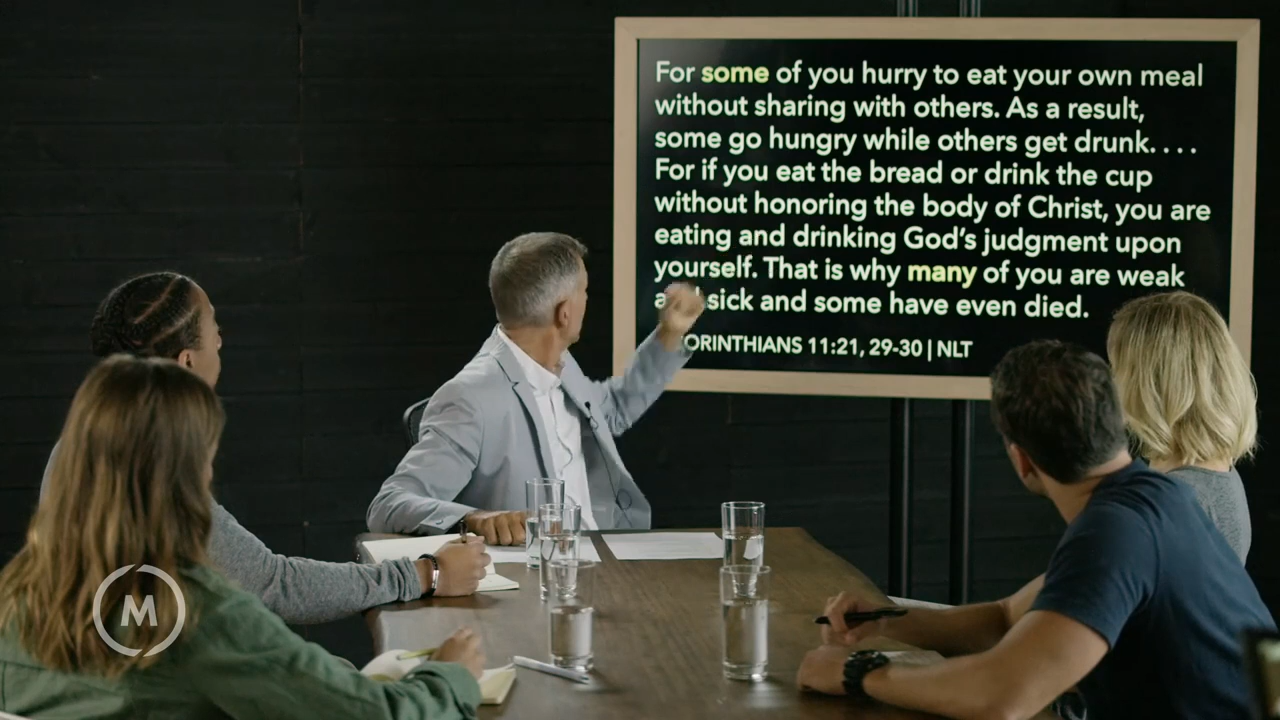 For some of you hurry to eat your own meal
without sharing with others. As a result,
some go hungry while others get drunk. . . .
For if you eat the bread or drink the cup
without honoring the body of Christ, you are
eating and drinking God's judgment upon
yourself. That is why many of you are weak
sick and some have even died.
ORINTHIANS 11:21, 29-30 | NLT
M